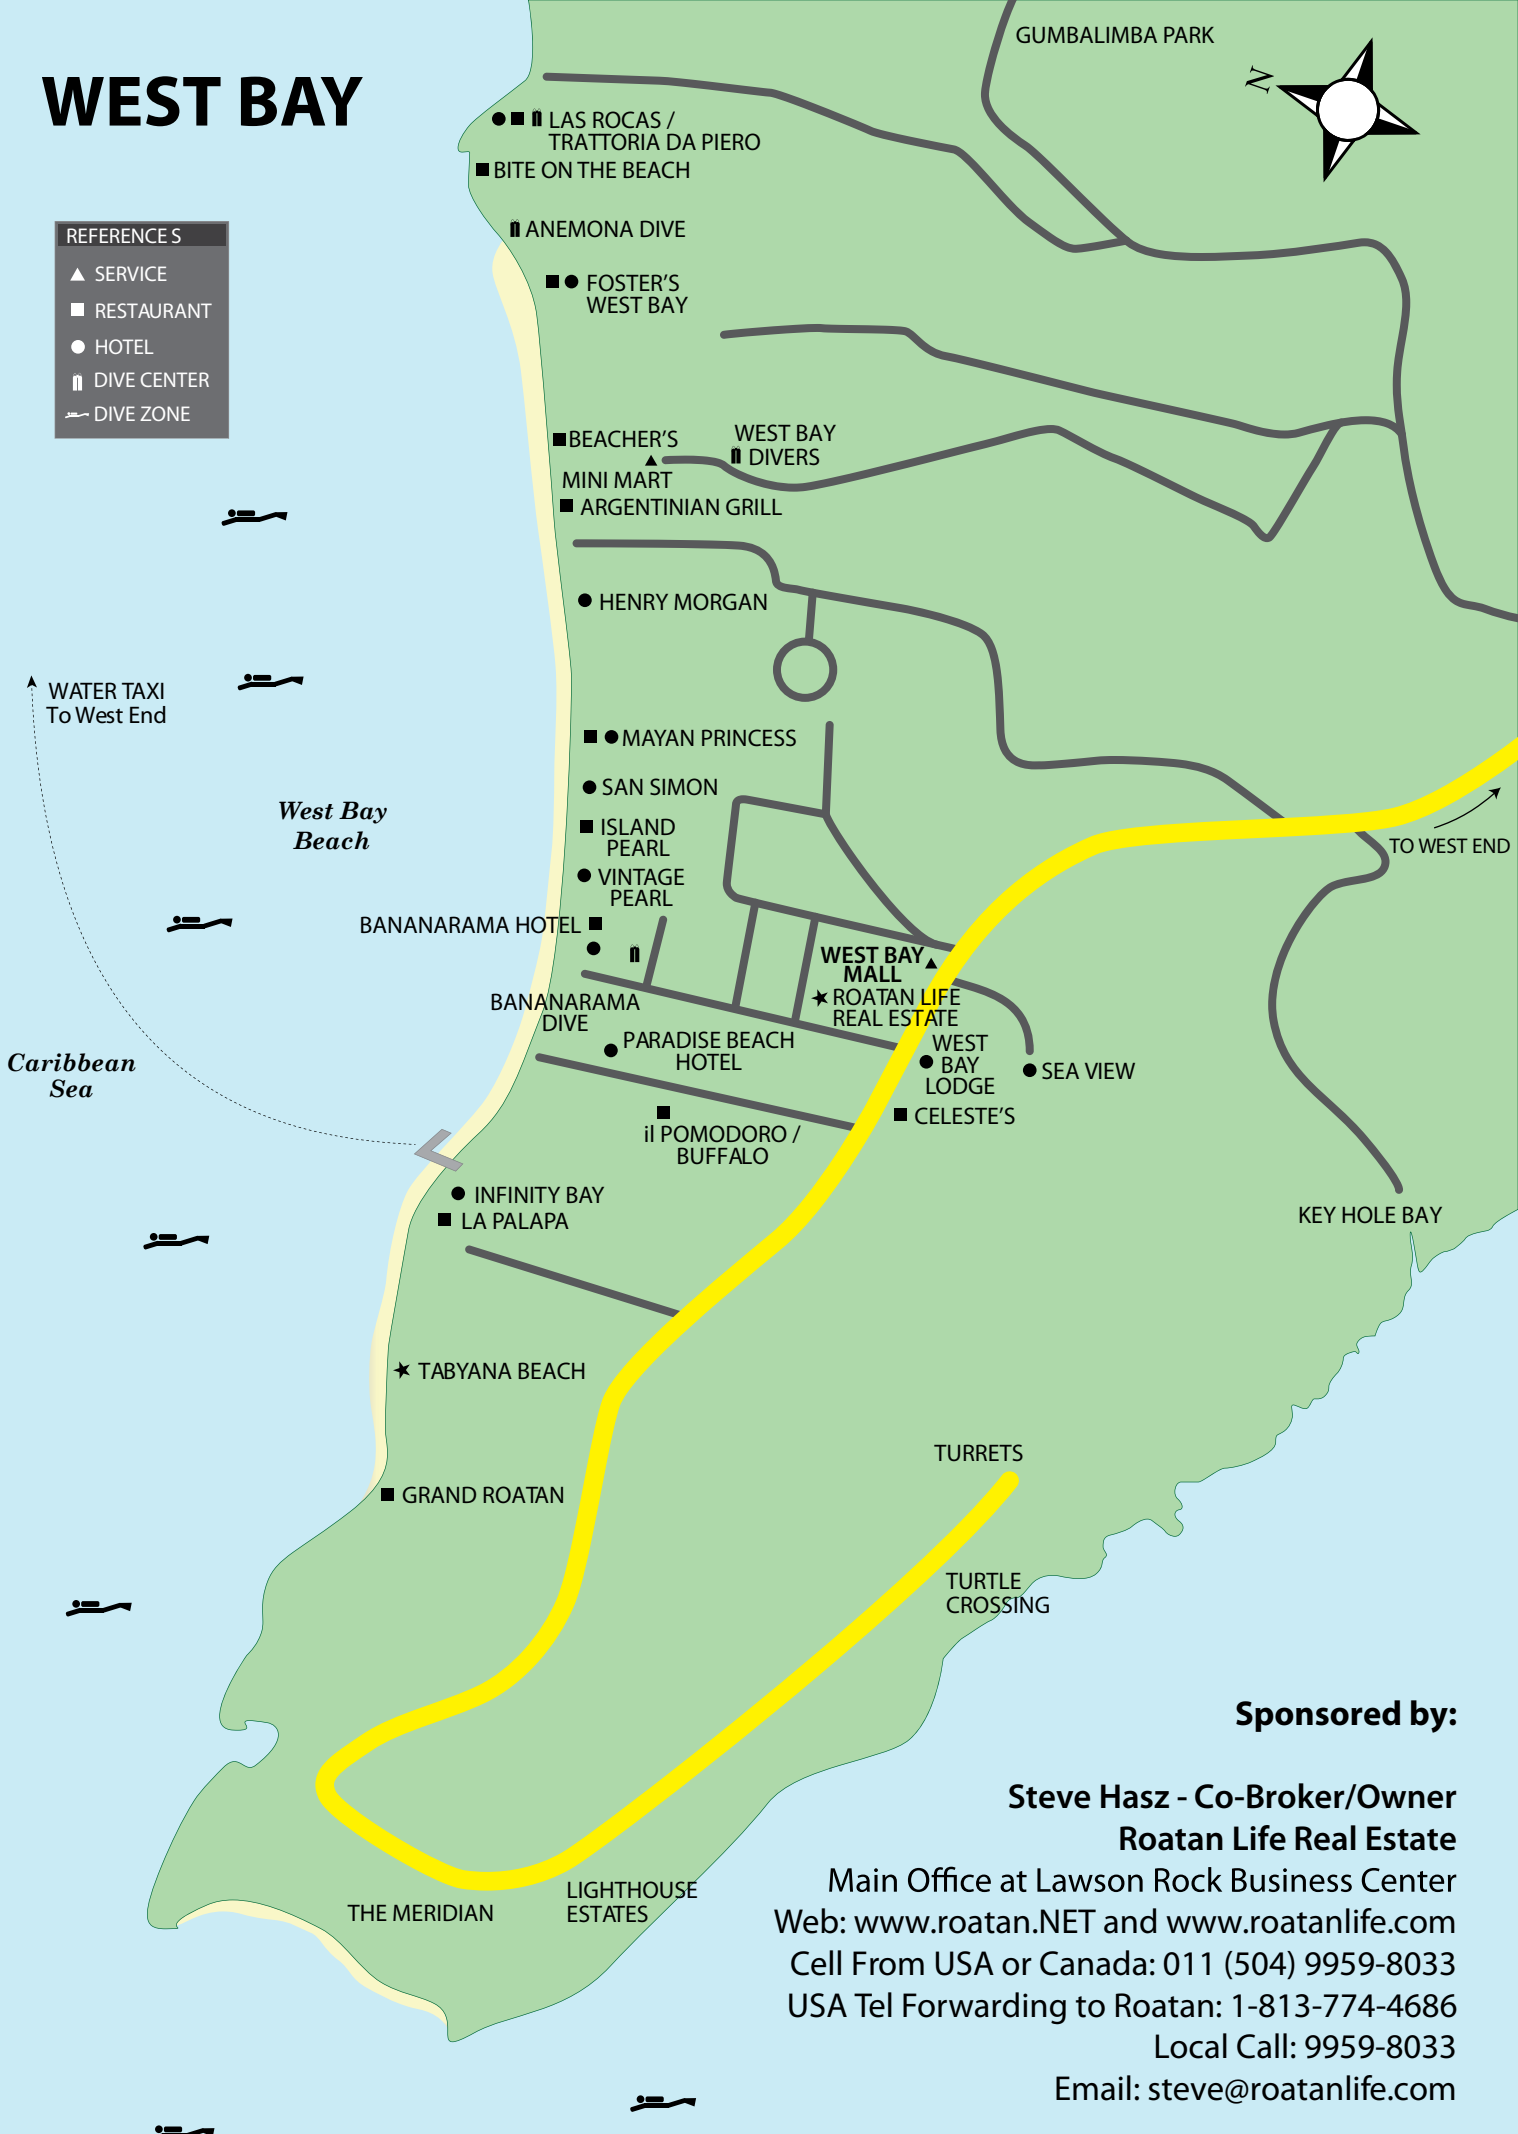 GUMBALIMBA PARK
N
WEST BAY
LAS ROCAS /
TRATTORIA DA PIERO
BITE ON THE BEACH
REFERENCE S
SERVICE
RESTAURANT
HOTEL
DIVE CENTER
DIVE ZONE
ANEMONA DIVE
FOSTER'S
WEST BAY
BEACHER'S
WEST BAY
DIVERS
MINI MART
ARGENTINIAN GRILL
HENRY MORGAN
WATER TAXI
To West End
MAYAN PRINCESS
SAN SIMON
West Bay
Beach
ISLAND
PEARL
VINTAGE
PEARL
TO WEST END
BANANARAMA HOTEL
WEST BAY
MALL
BANANARAMA
DIVE
ROATAN LIFE
REAL ESTATE
PARADISE BEACH
HOTEL
WEST
BAY
LODGE
SEA VIEW
Caribbean
Sea
CELESTE'S
il POMODORO /
BUFFALO
INFINITY BAY
LA PALAPA
KEY HOLE BAY
TABYANA BEACH
TURRETS
GRAND ROATAN
TURTLE
CROSSING
LIGHTHOUSE
ESTATES
THE MERIDIAN
Sponsored by:
Steve Hasz - Co-Broker/Owner
Roatan Life Real Estate
Main Office at Lawson Rock Business Center
Web: www.roatan.NET and www.roatanlife.com
Cell From USA or Canada: 011 (504) 9959-8033
USA Tel Forwarding to Roatan: 1-813-774-4686
Local Call: 9959-8033
Email: steve@roatanlife.com